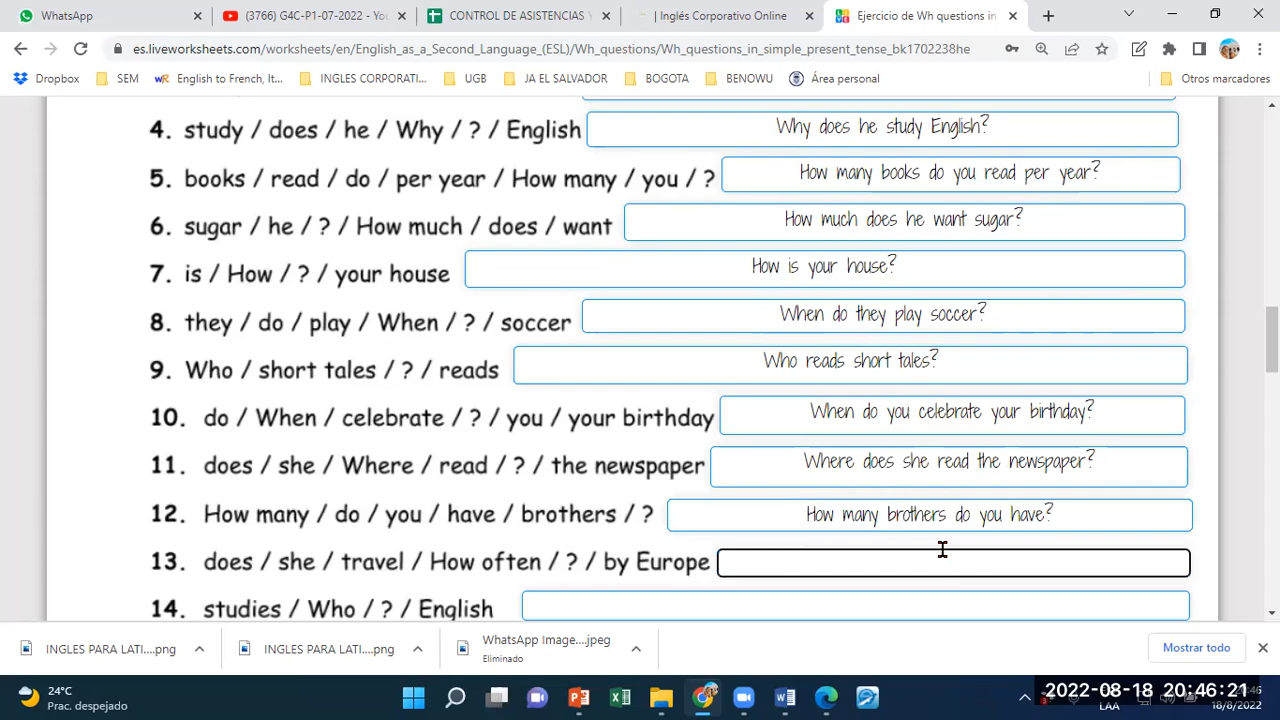 WhatsApp
(3766) G4C-P1-07-2022 - You
CONTROL DE ASISTENCIAS Y
| Inglés Corporativo Online
Ejercicio de Wh questions in
es.liveworksheets.com/worksheets/en/English_as_a_Second_Language_(ESL)/Wh_questions/Wh_questions_in_simple_present_tense_bk1702238he
Dropbox
SEM
English to French, It...
INGLES CORPORATI...
UGB
JA EL SALVADOR
BOGOTA
BENOWU
Área personal
Otros marcadores
4. study / does / he / Why / ? / English Why does he study English?
5. books / read / do / per year / How many / you / ? How many books do you read per year?
6. sugar / he / ? / How much / does / want How much does he want sugar?
7. is / How / ? / your house How is your house?
8. they / do / play / When / ? / soccer When do they play soccer?
9. Who / short tales / ? / reads Who reads short tales?
10. do / When / celebrate / ? / you / your birthday When do you celebrate your birthday?
11. does / she / Where / read / ? / the newspaper Where does she read the newspaper?
12. How many / do / you / have / brothers / ? How many brothers do you have?
13. does / she / travel / How often / ? / by Europe
14. studies / Who / ? / English
INGLES PARA LATI....png
INGLES PARA LATI....png
WhatsApp Image....jpeg
Eliminado
Mostrar todo
24°C
Prac. despejado
2022-08-18 20:46:21
LAA
18/8/2022